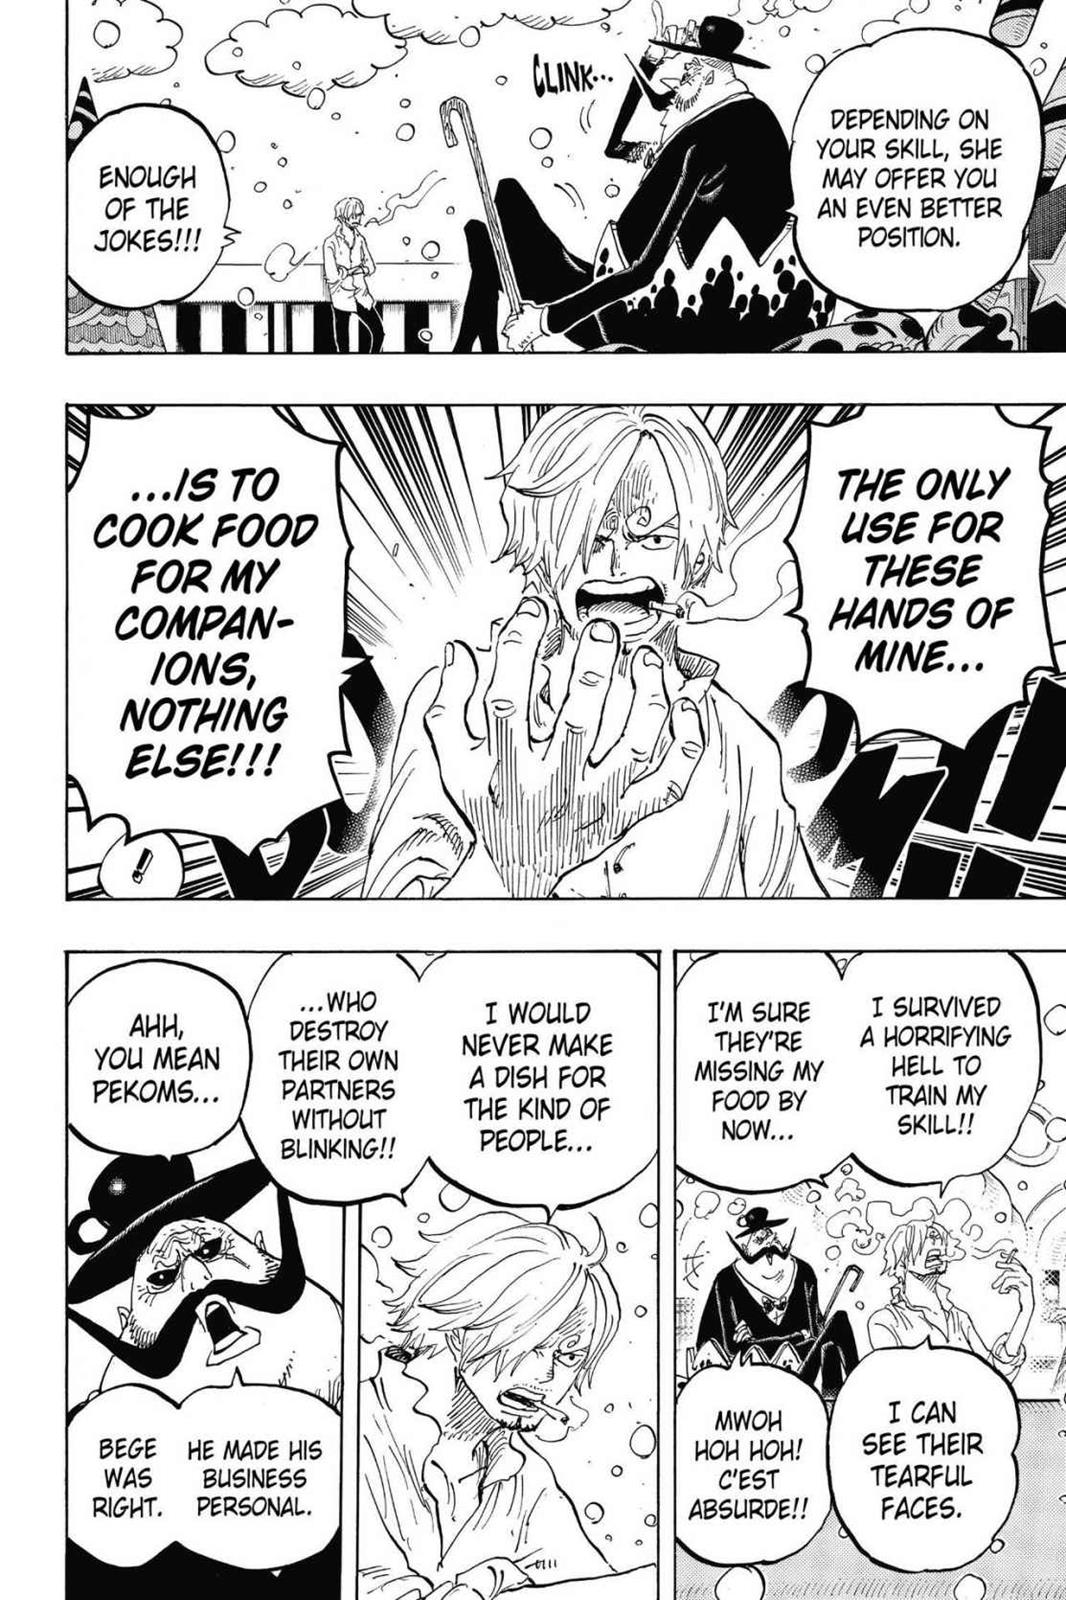 DEPENDING ON
YOUR SKILL, SHE
MAY OFFER YOU
AN EVEN BETTER
POSITION.
CLINK...
ENOUGH
OF THE
JOKES!!!
THE ONLY
USE FOR
THESE
HANDS OF
MINE...
...IS TO
COOK FOOD
FOR MY
COMPAN-
IONS,
NOTHING
ELSE!!!
!!
I SURVIVED
A HORRIFYING
HELL TO
TRAIN MY
SKILL!!
I'M SURE
THEY'RE
MISSING MY
FOOD BY
NOW...
I CAN
SEE THEIR
TEARFUL
FACES.
MWOH
HOH HOH!
C'EST
ABSURDE!!
I WOULD
NEVER MAKE
A DISH FOR
THE KIND OF
PEOPLE...
...WHO
DESTROY
THEIR OWN
PARTNERS
WITHOUT
BLINKING!!
AHH,
YOU MEAN
PEKOMS...
HE MADE HIS
BUSINESS
PERSONAL.
BEGE
WAS
RIGHT.